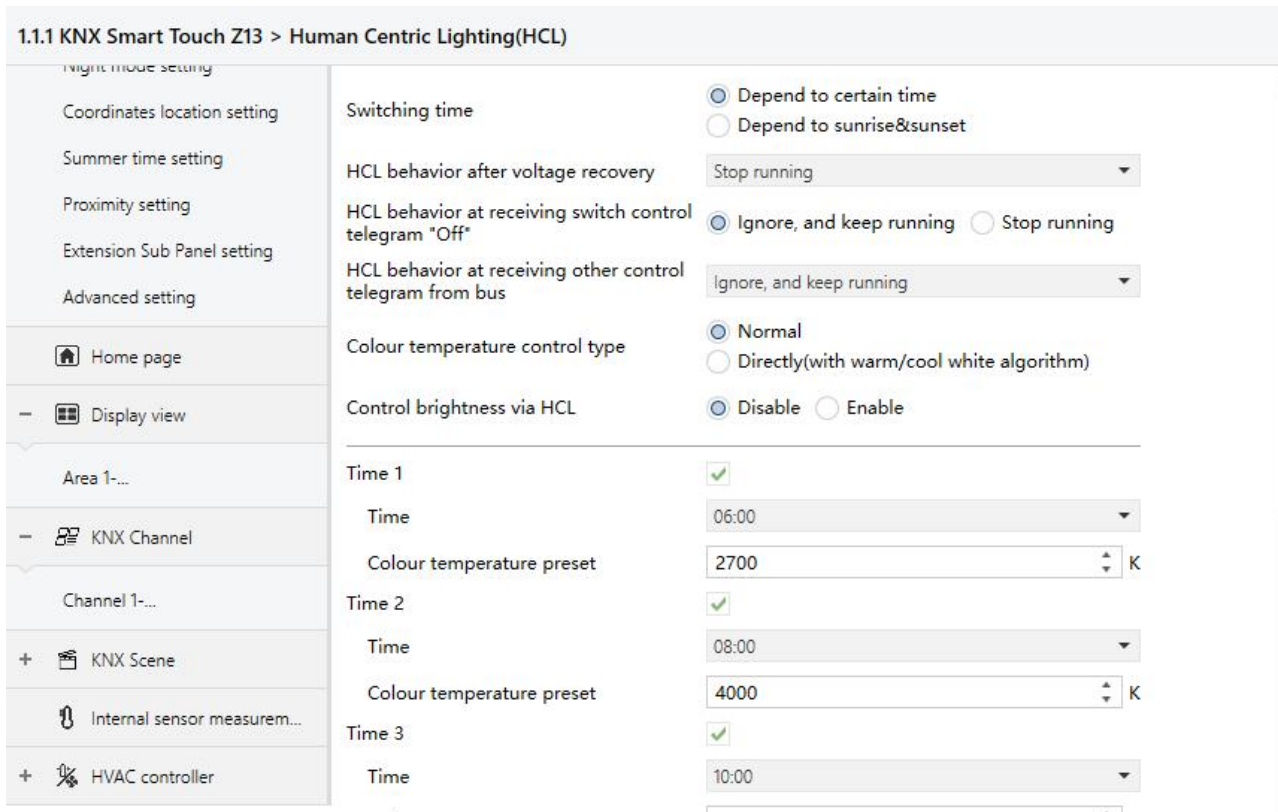 1.1.1 KNX Smart Touch Z13 > Human Centric Lighting(HCL)
Night mode setting
Coordinates location setting
Summer time setting
Proximity setting
Extension Sub Panel setting
Advanced setting
Home page
Display view
Area 1-...
KNX Channel
Channel 1-...
KNX Scene
Internal sensor measurem...
HVAC controller
Switching time
Depend to certain time
Depend to sunrise&sunset
HCL behavior after voltage recovery
Stop running
HCL behavior at receiving switch control
telegram "Off"
Ignore, and keep running
Stop running
HCL behavior at receiving other control
telegram from bus
Ignore, and keep running
Colour temperature control type
Normal
Directly(with warm/cool white algorithm)
Control brightness via HCL
Disable
Enable
Time 1
Time
06:00
Colour temperature preset
2700
K
Time 2
Time
08:00
Colour temperature preset
4000
K
Time 3
Time
10:00